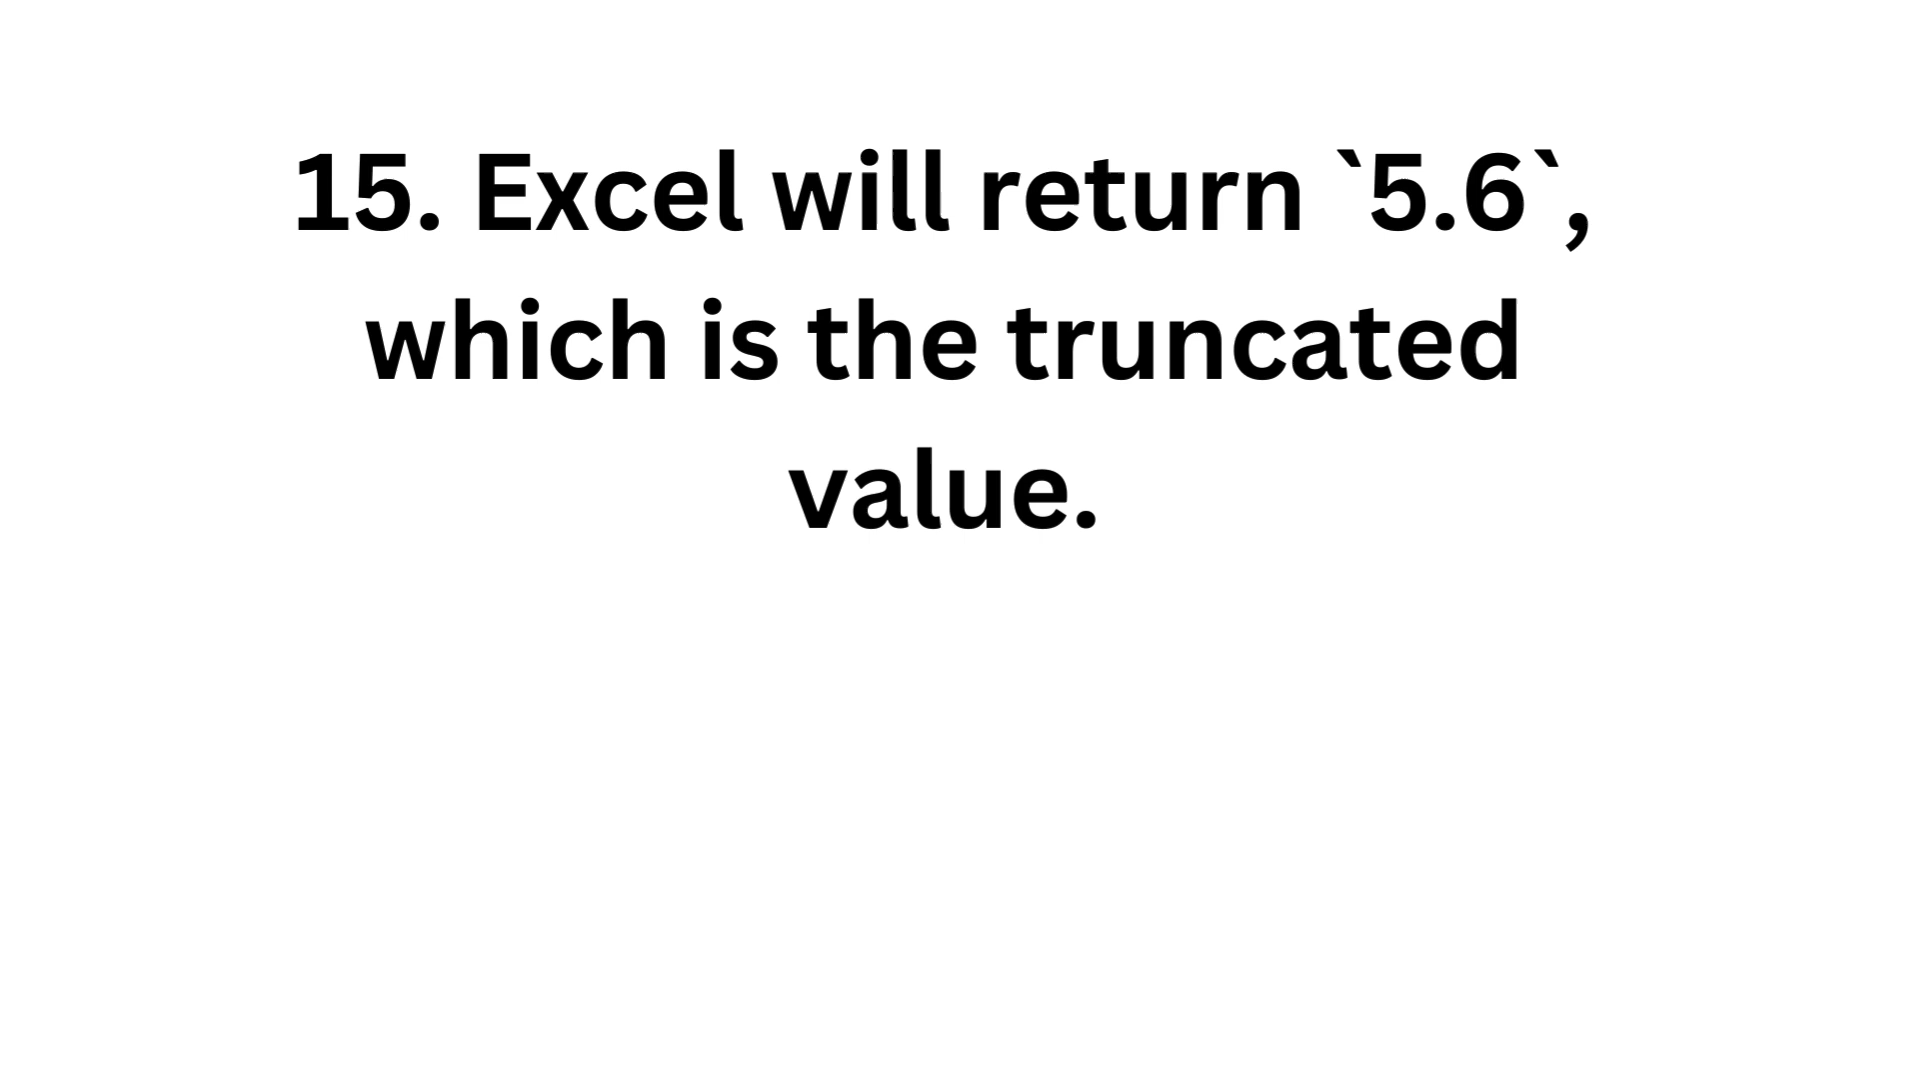 15. Excel will return `5.6`,
which is the truncated
value.